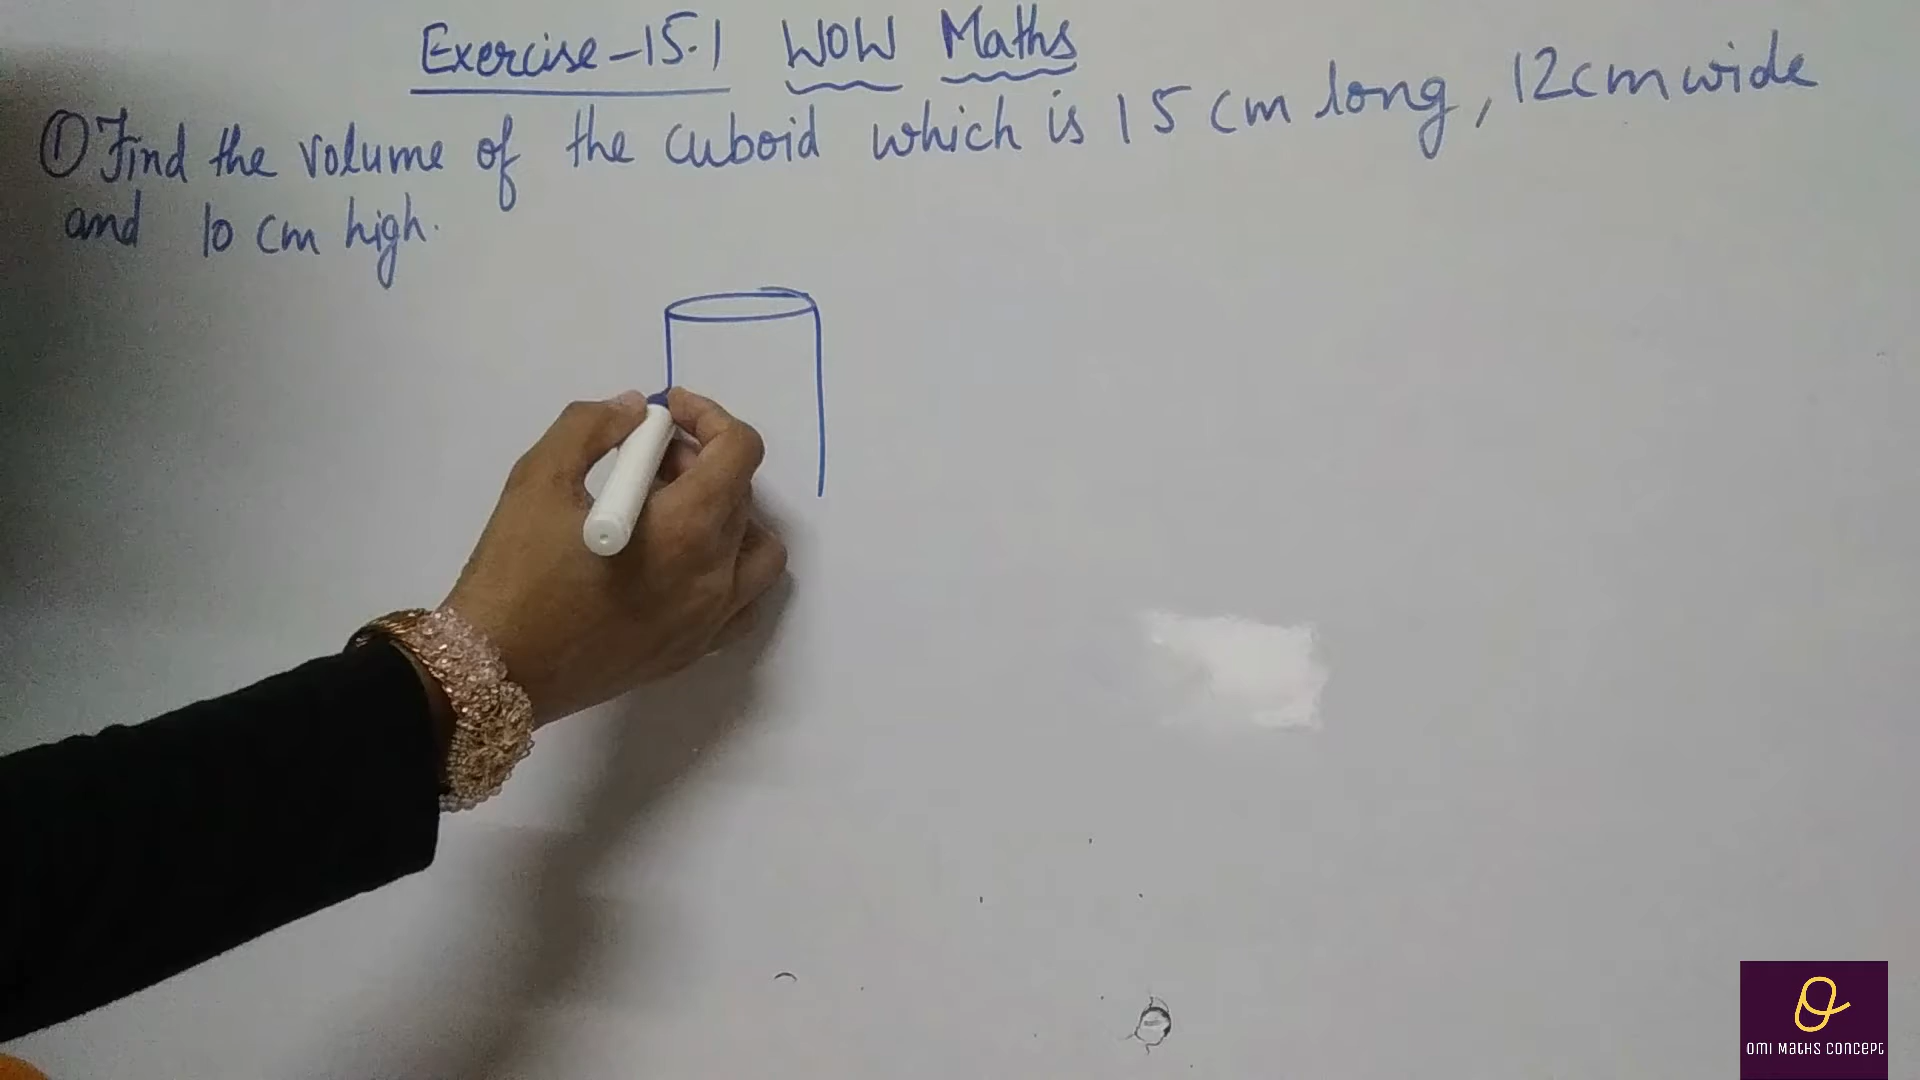 Exercise-15.1 WOW Maths
① Find the volume of the cuboid which is 15 cm long, 12cm wide
and 10 cm high.
OMI MATHS CONCEPT